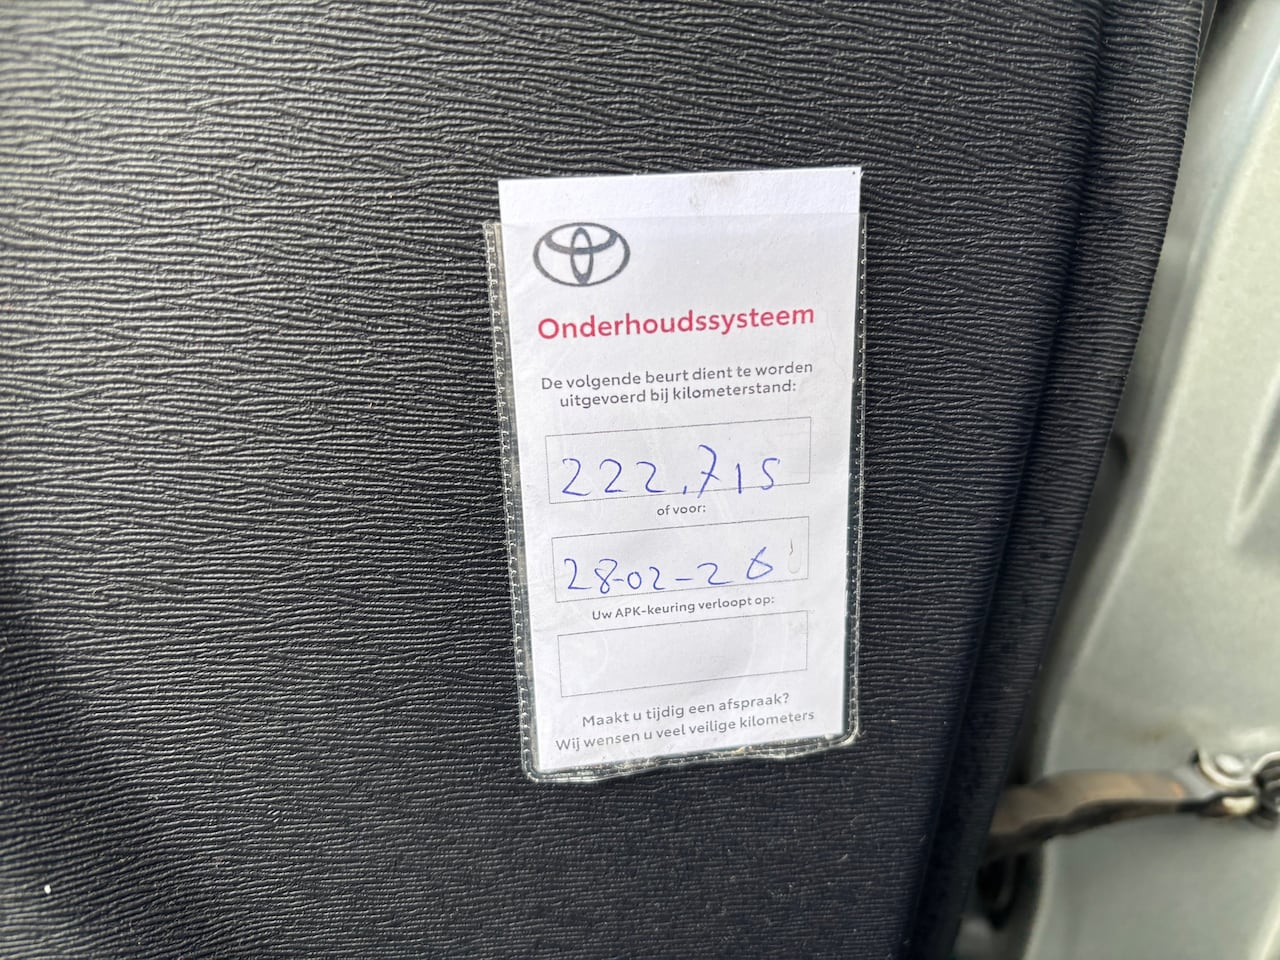 Onderhoudssysteem
De volgende beurt dient te worden
uitgevoerd bij kilometerstand:
222.715
of voor:
28-02-26
Uw APK-keuring verloopt op:
Maakt u tijdig een afspraak?
Wij wensen u veel veilige kilometers